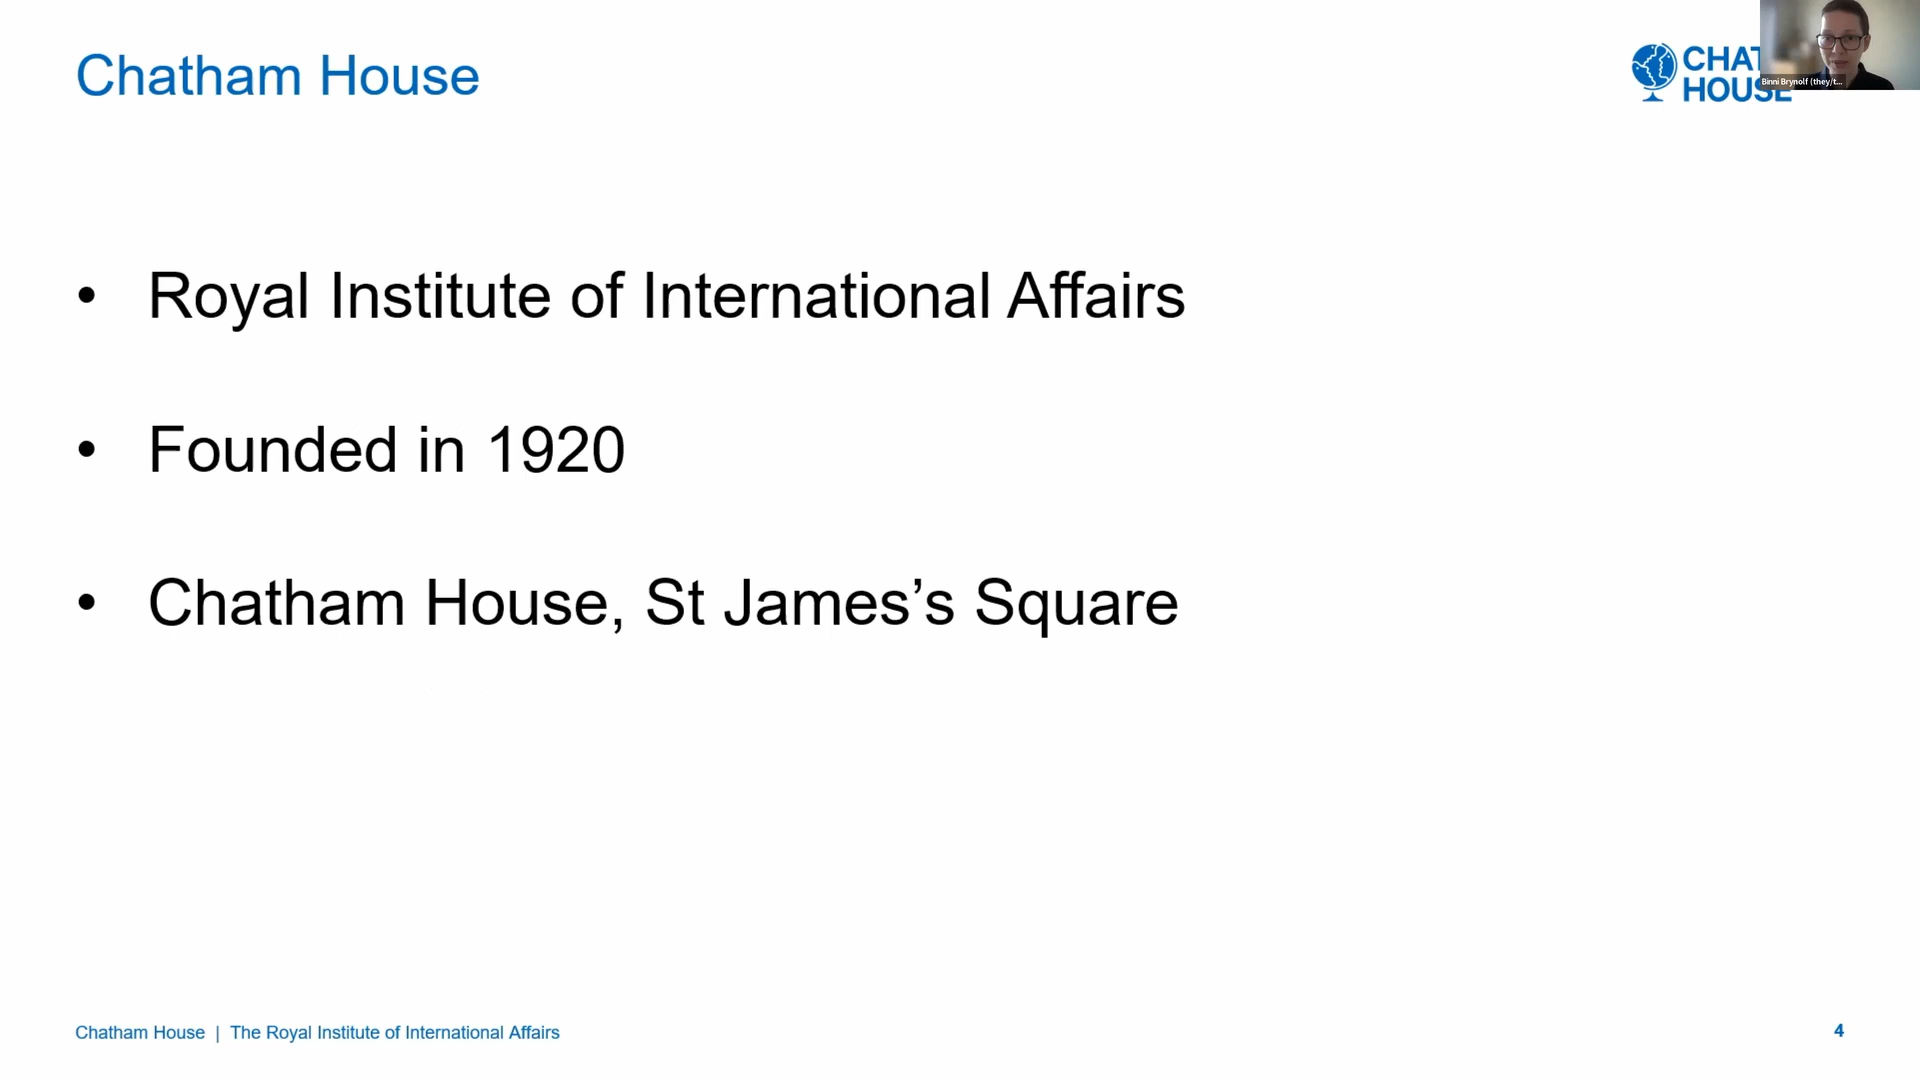 Chatham House
CHAT
HOUSE
Binni Brynolf (they/t...
• Royal Institute of International Affairs
• Founded in 1920
• Chatham House, St James’s Square
Chatham House | The Royal Institute of International Affairs
4